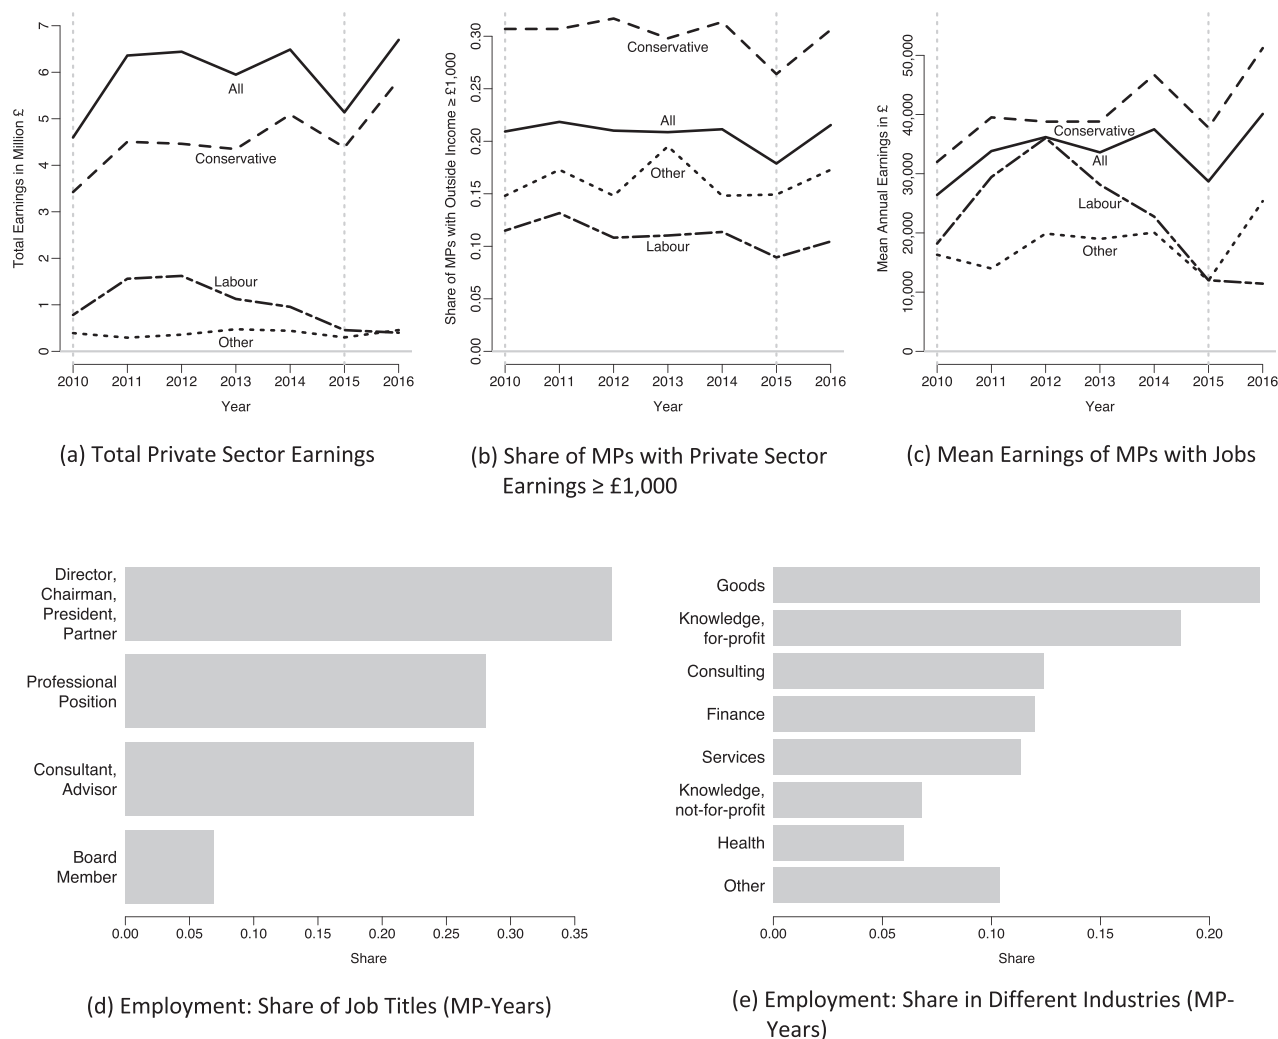 Total Earnings in Million £
7
6
5
4
3
2
1
0
All
Conservative
Labour
Other
2010 2011 2012 2013 2014 2015 2016
Year
(a) Total Private Sector Earnings
Share of MPs with Outside Income ≥ £1,000
0.30
0.25
0.20
0.15
0.10
0.05
0.00
Conservative
All
Other
Labour
2010 2011 2012 2013 2014 2015 2016
Year
(b) Share of MPs with Private Sector
Earnings ≥ £1,000
Mean Annual Earnings in £
50,000
40,000
30,000
20,000
10,000
0
Conservative
All
Labour
Other
2010 2011 2012 2013 2014 2015 2016
Year
(c) Mean Earnings of MPs with Jobs
Director,
Chairman,
President,
Partner
Professional
Position
Consultant,
Advisor
Board
Member
0.00 0.05 0.10 0.15 0.20 0.25 0.30 0.35
Share
(d) Employment: Share of Job Titles (MP-Years)
Goods
Knowledge,
for-profit
Consulting
Finance
Services
Knowledge,
not-for-profit
Health
Other
0.00 0.05 0.10 0.15 0.20
Share
(e) Employment: Share in Different Industries (MP-
Years)